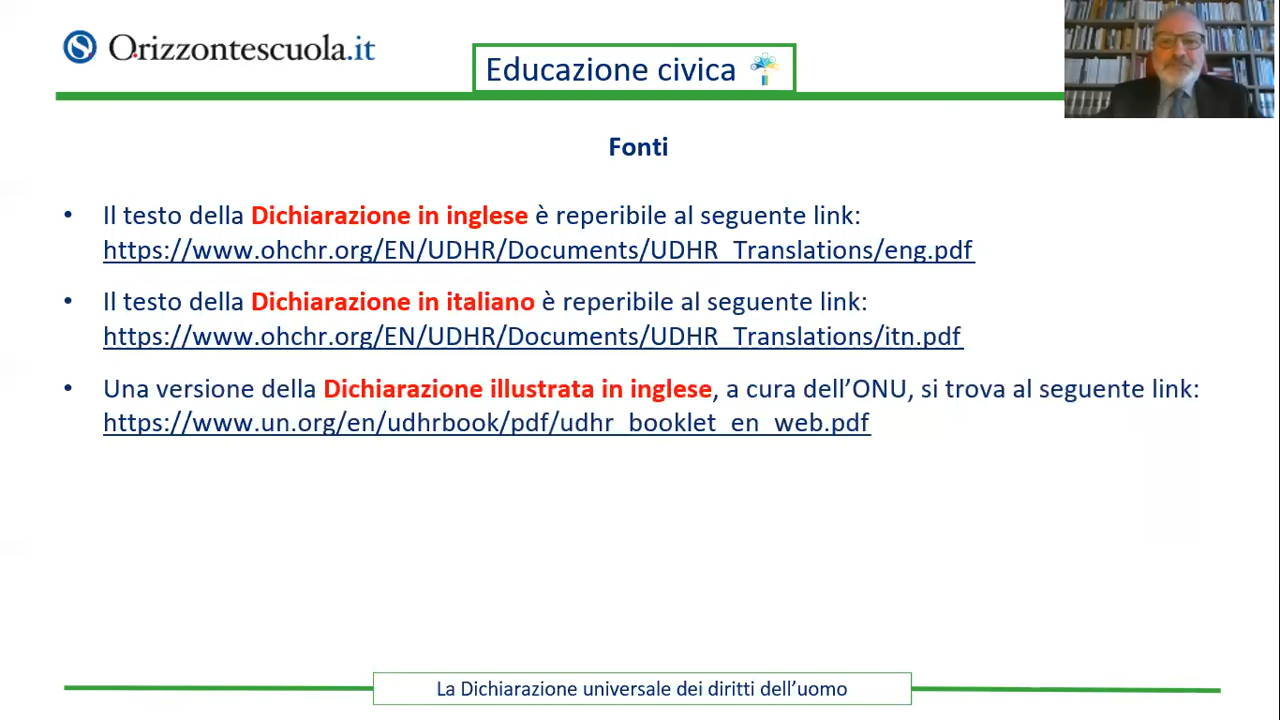 Orizzontescuola.it
Educazione civica
Fonti
• Il testo della Dichiarazione in inglese è reperibile al seguente link:
https://www.ohchr.org/EN/UDHR/Documents/UDHR_Translations/eng.pdf
• Il testo della Dichiarazione in italiano è reperibile al seguente link:
https://www.ohchr.org/EN/UDHR/Documents/UDHR_Translations/itn.pdf
• Una versione della Dichiarazione illustrata in inglese, a cura dell’ONU, si trova al seguente link:
https://www.un.org/en/udhrbook/pdf/udhr_booklet_en_web.pdf
La Dichiarazione universale dei diritti dell’uomo